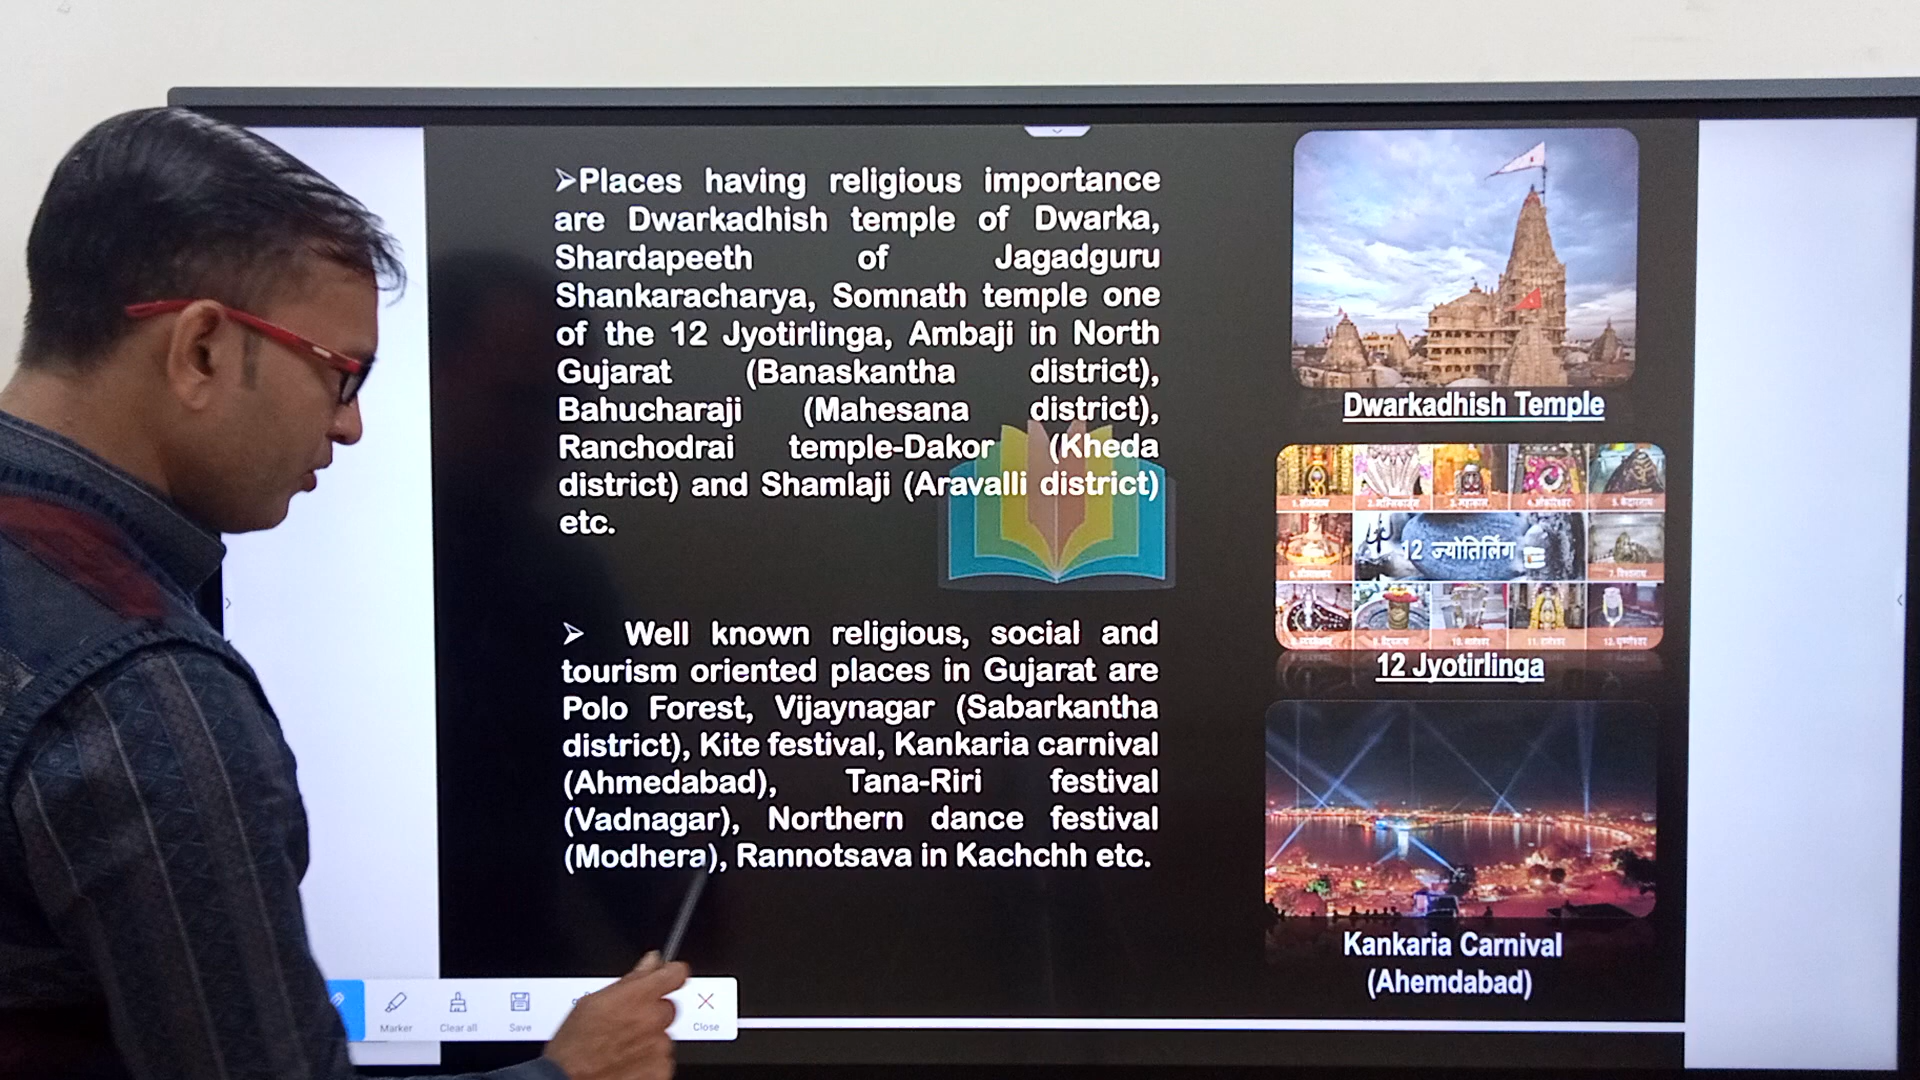 ➢Places having religious importance
are Dwarkadhish temple of Dwarka,
Shardapeeth of Jagadguru
Shankaracharya, Somnath temple one
of the 12 Jyotirlinga, Ambaji in North
Gujarat (Banaskantha district),
Bahucharaji (Mahesana district),
Ranchodrai temple-Dakor (Kheda
district) and Shamlaji (Aravalli district)
etc.
➢ Well known religious, social and
tourism oriented places in Gujarat are
Polo Forest, Vijaynagar (Sabarkantha
district), Kite festival, Kankaria carnival
(Ahmedabad), Tana-Riri festival
(Vadnagar), Northern dance festival
(Modhera), Rannotsava in Kachchh etc.
Dwarkadhish Temple
12 ज्योतिर्लिंग
12 Jyotirlinga
Kankaria Carnival
(Ahemdabad)
Marker
Clear all
Save
Close